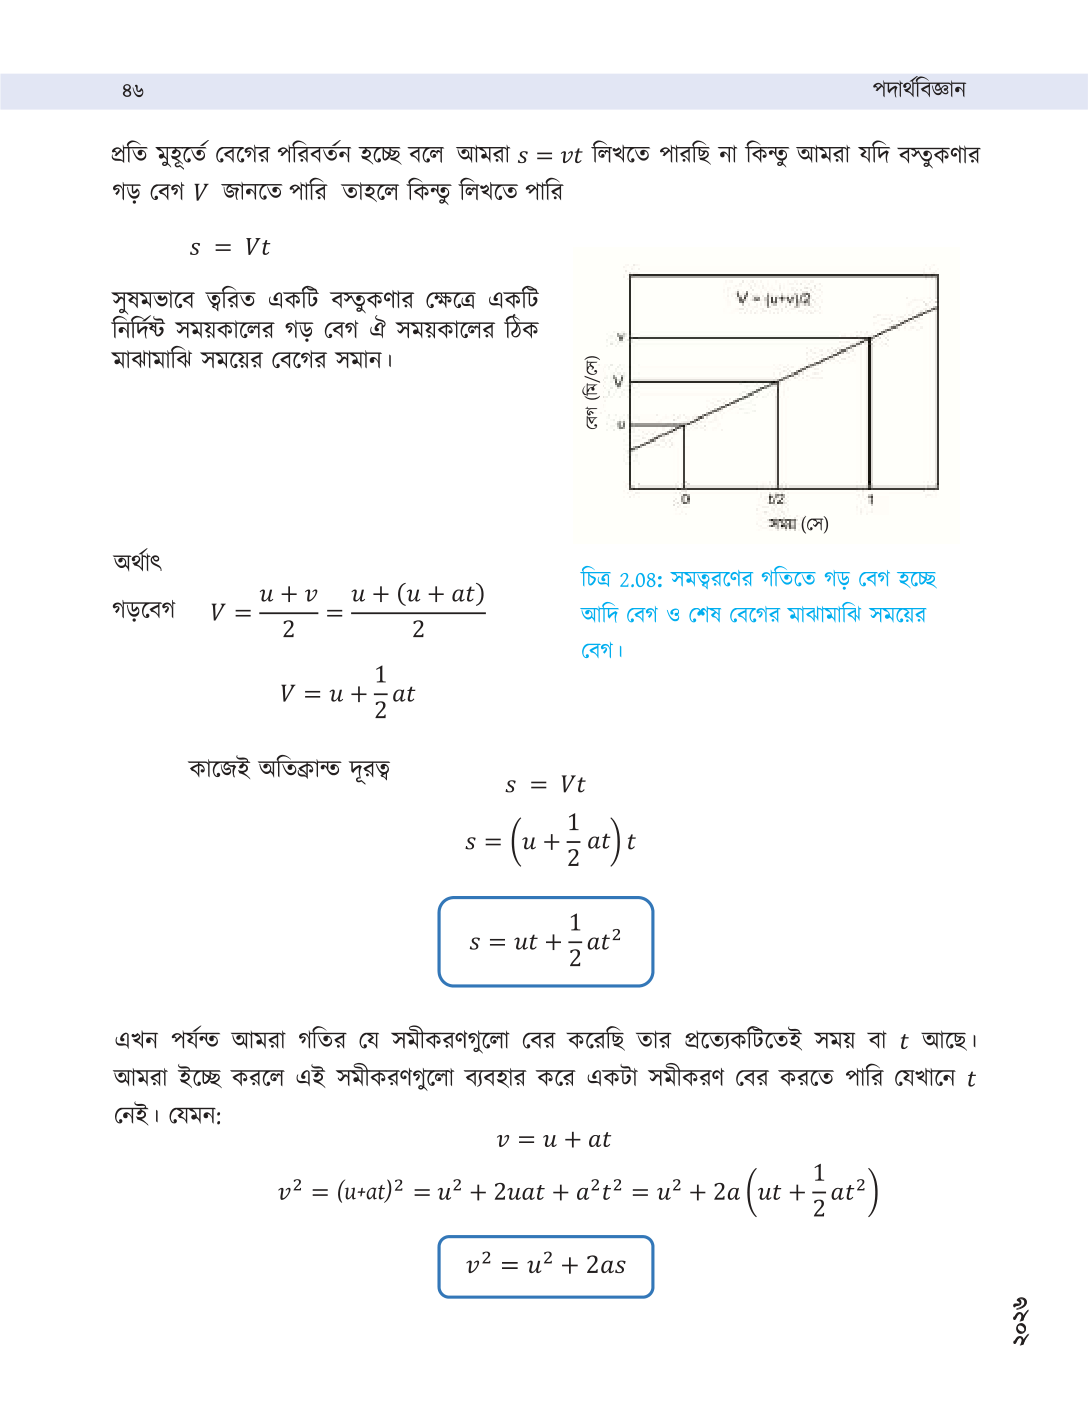 ৪৬ পদার্থবিজ্ঞান
প্রতি মুহূর্তে বেগের পরিবর্তন হচ্ছে বলে আমরা s = vt লিখতে পারছি না কিন্তু আমরা যদি বস্তুকণার
গড় বেগ V জানতে পারি তাহলে কিন্তু লিখতে পারি
s = Vt
সুষমভাবে ত্বরিত একটি বস্তুকণার ক্ষেত্রে একটি
নির্দিষ্ট সময়কালের গড় বেগ ঐ সময়কালের ঠিক
মাঝামাঝি সময়ের বেগের সমান।
V = (u+v)/2
v
V
u
বেগ (মি/সে)
0 t/2 t
সময় (সে)
চিত্র 2.08: সমত্বরণের গতিতে গড় বেগ হচ্ছে
আদি বেগ ও শেষ বেগের মাঝামাঝি সময়ের
বেগ।
অর্থাৎ
গড়বেগ V = (u + v)/2 = (u + (u + at))/2
V = u + 1/2 at
কাজেই অতিক্রান্ত দূরত্ব
s = Vt
s = (u + 1/2 at) t
s = ut + 1/2 at²
এখন পর্যন্ত আমরা গতির যে সমীকরণগুলো বের করেছি তার প্রত্যেকটিতেই সময় বা t আছে।
আমরা ইচ্ছে করলে এই সমীকরণগুলো ব্যবহার করে একটা সমীকরণ বের করতে পারি যেখানে t
নেই। যেমন:
v = u + at
v² = (u+at)² = u² + 2uat + a²t² = u² + 2a (ut + 1/2 at²)
v² = u² + 2as
২০২৬